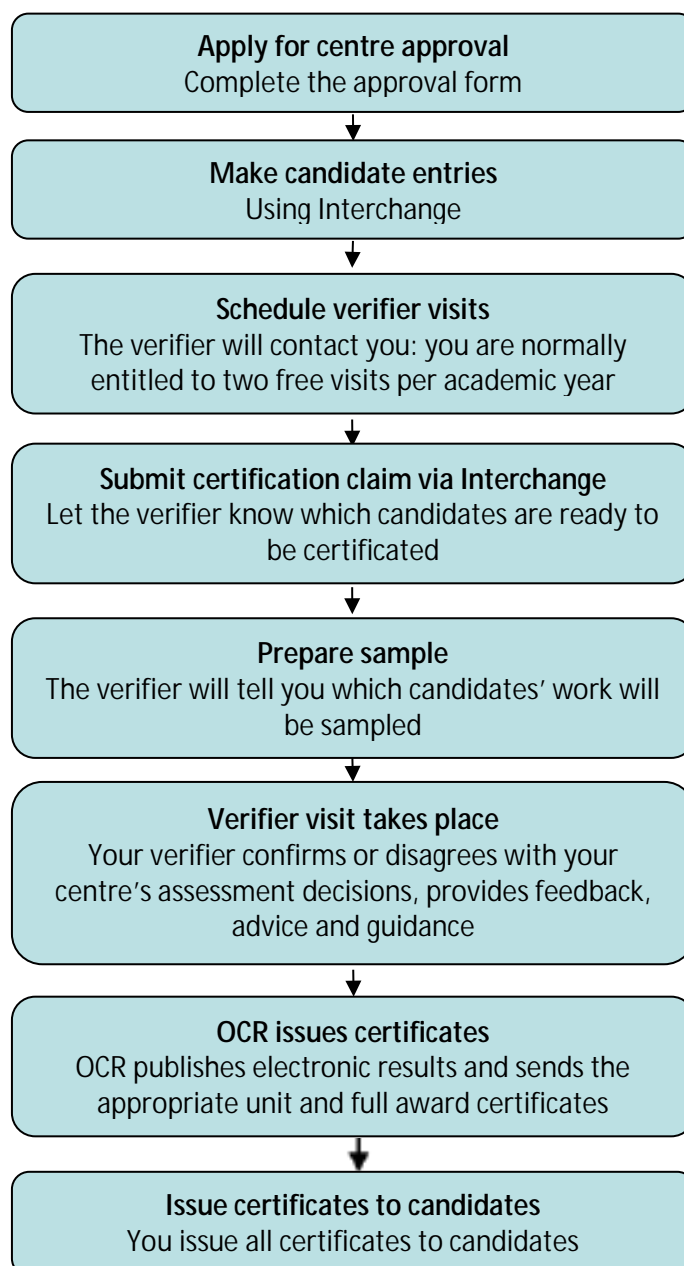 Apply for centre approval
Complete the approval form
Make candidate entries
Using Interchange
Schedule verifier visits
The verifier will contact you: you are normally
entitled to two free visits per academic year
Submit certification claim via Interchange
Let the verifier know which candidates are ready to
be certificated
Prepare sample
The verifier will tell you which candidates’ work will
be sampled
Verifier visit takes place
Your verifier confirms or disagrees with your
centre’s assessment decisions, provides feedback,
advice and guidance
OCR issues certificates
OCR publishes electronic results and sends the
appropriate unit and full award certificates
Issue certificates to candidates
You issue all certificates to candidates